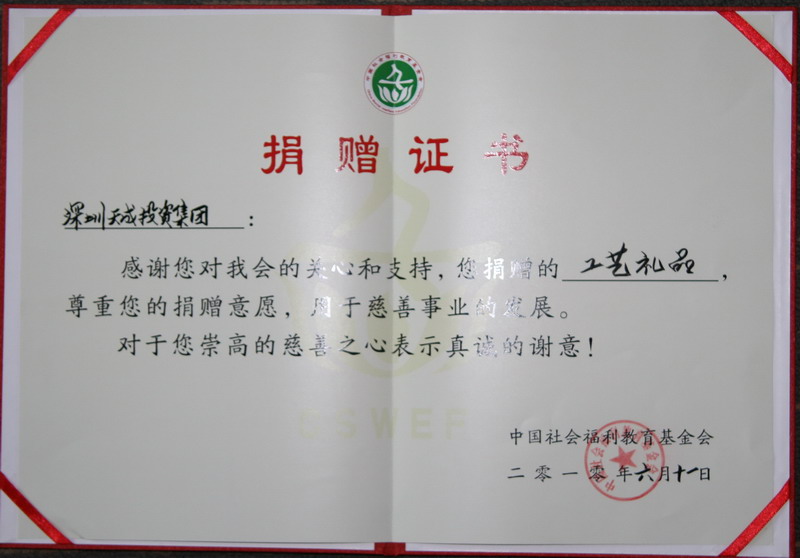 捐赠证书
深圳天成投资集团：
感谢您对我会的关心和支持，您捐赠的 工艺礼品，
尊重您的捐赠意愿，用于慈善事业的发展。
对于您崇高的慈善之心表示真诚的谢意！
ESWEF
中国社会福利教育基金会
二零一零年六月十一日